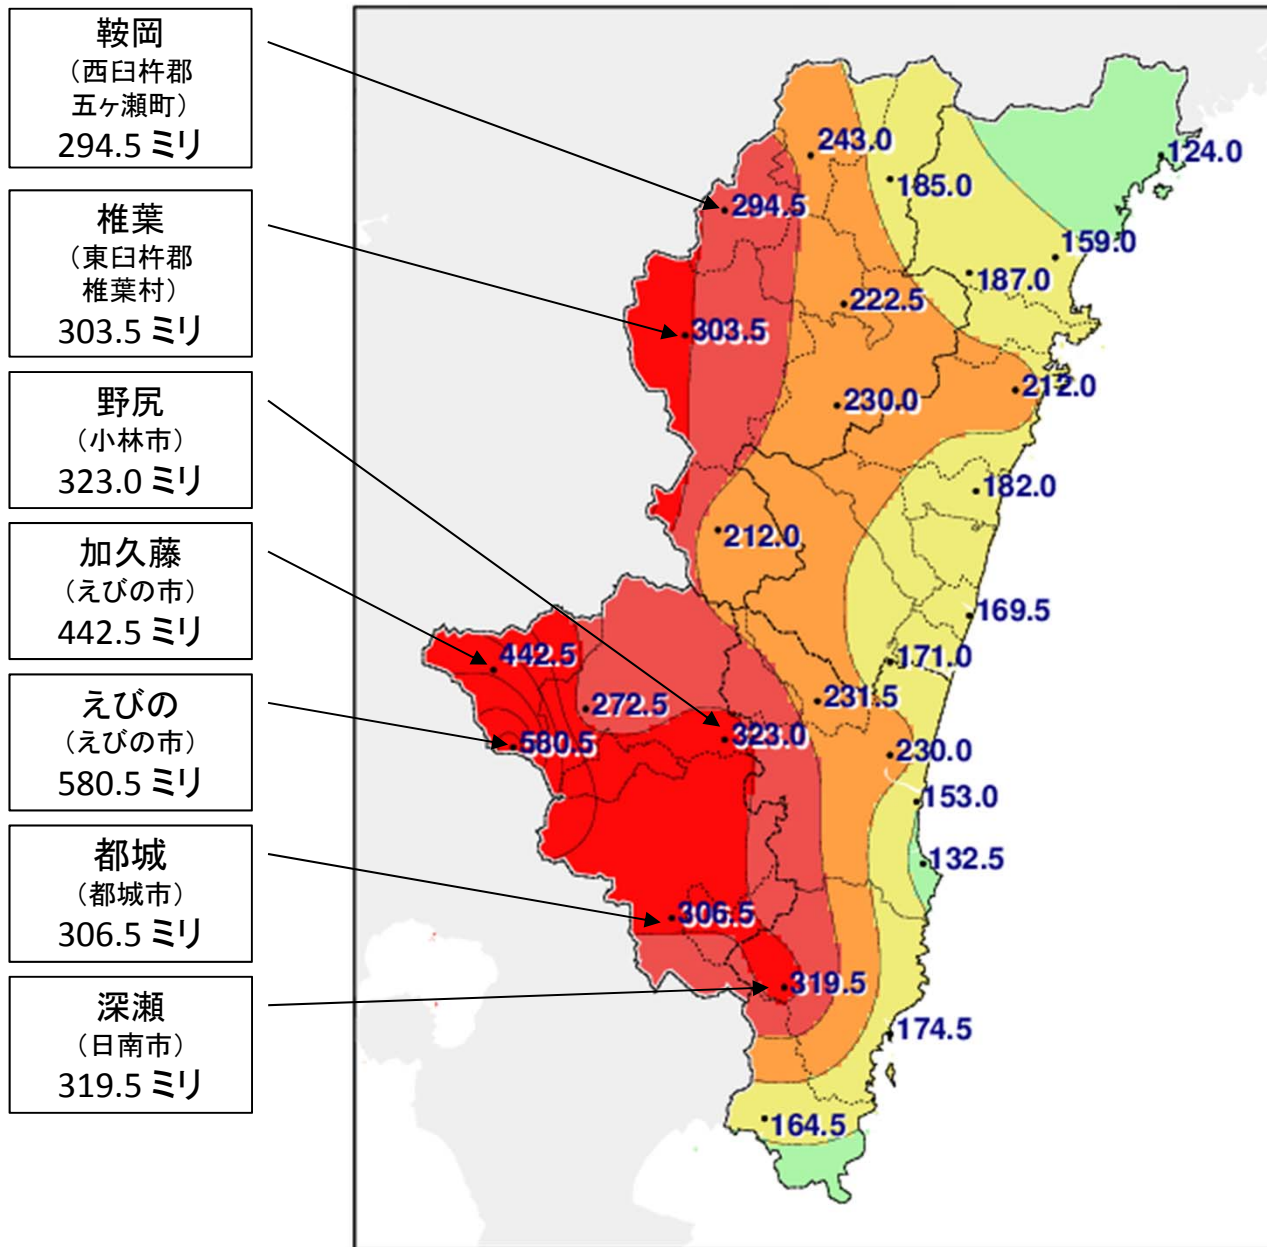 鞍岡
（西臼杵郡
五ヶ瀬町）
294.5 ミリ
椎葉
（東臼杵郡
椎葉村）
303.5 ミリ
野尻
（小林市）
323.0 ミリ
加久藤
（えびの市）
442.5 ミリ
えびの
（えびの市）
580.5 ミリ
都城
（都城市）
306.5 ミリ
深瀬
（日南市）
319.5 ミリ
243.0
124.0
185.0
294.5
159.0
187.0
222.5
303.5
212.0
230.0
182.0
212.0
169.5
442.5
171.0
231.5
272.5
323.0
580.5
230.0
153.0
132.5
306.5
319.5
174.5
164.5